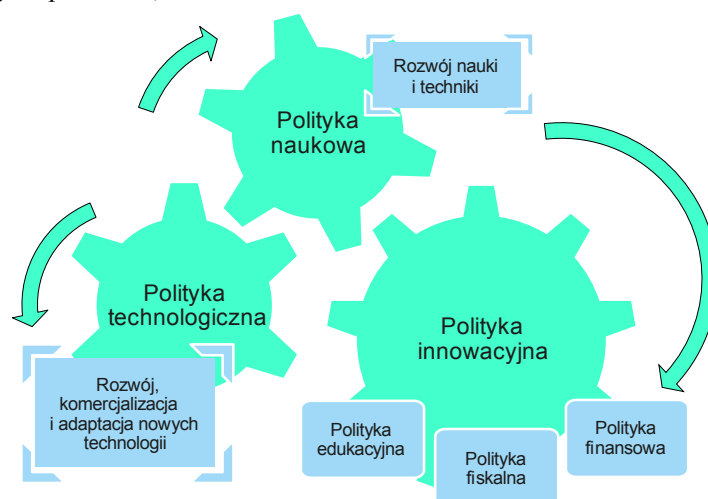 Rozwój nauki
i techniki
Polityka
naukowa
Polityka
technologiczna
Polityka
innowacyjna
Rozwój,
komercjalizacja
i adaptacja nowych
technologii
Polityka
edukacyjna
Polityka
fiskalna
Polityka
finansowa